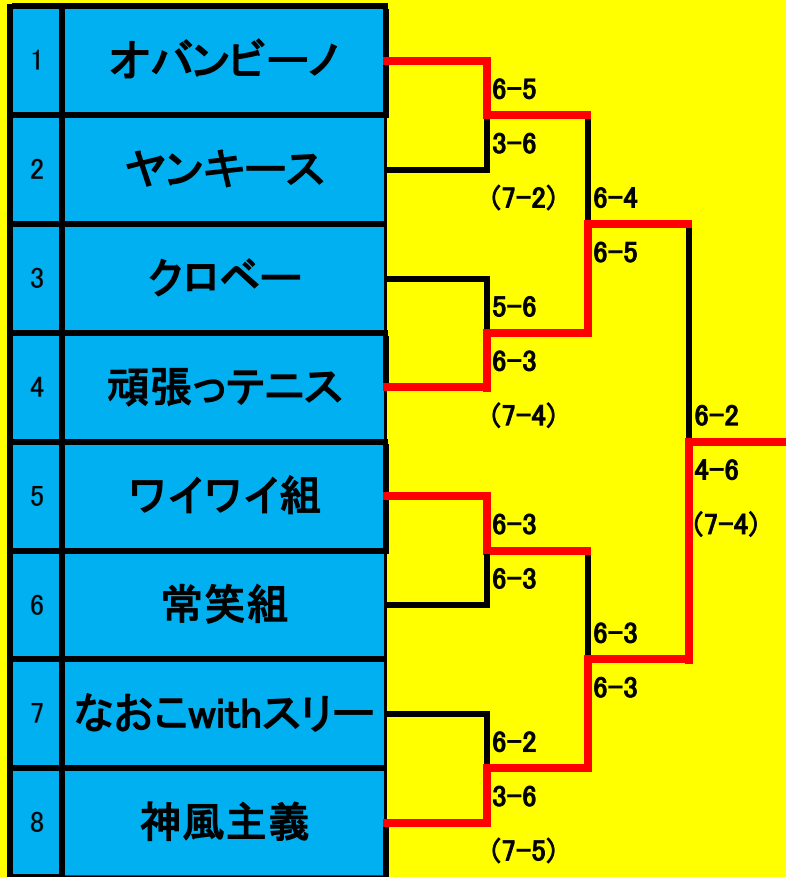 1 オバンビーノ
6-5
2 ヤンキース
3-6
(7-2)
6-4
6-5
3 クロベー
5-6
4 頑張っテニス
6-3
(7-4)
6-2
4-6
(7-4)
5 ワイワイ組
6-3
6 常笑組
6-3
6-3
6-3
7 なおこwithスリー
6-2
8 神風主義
3-6
(7-5)